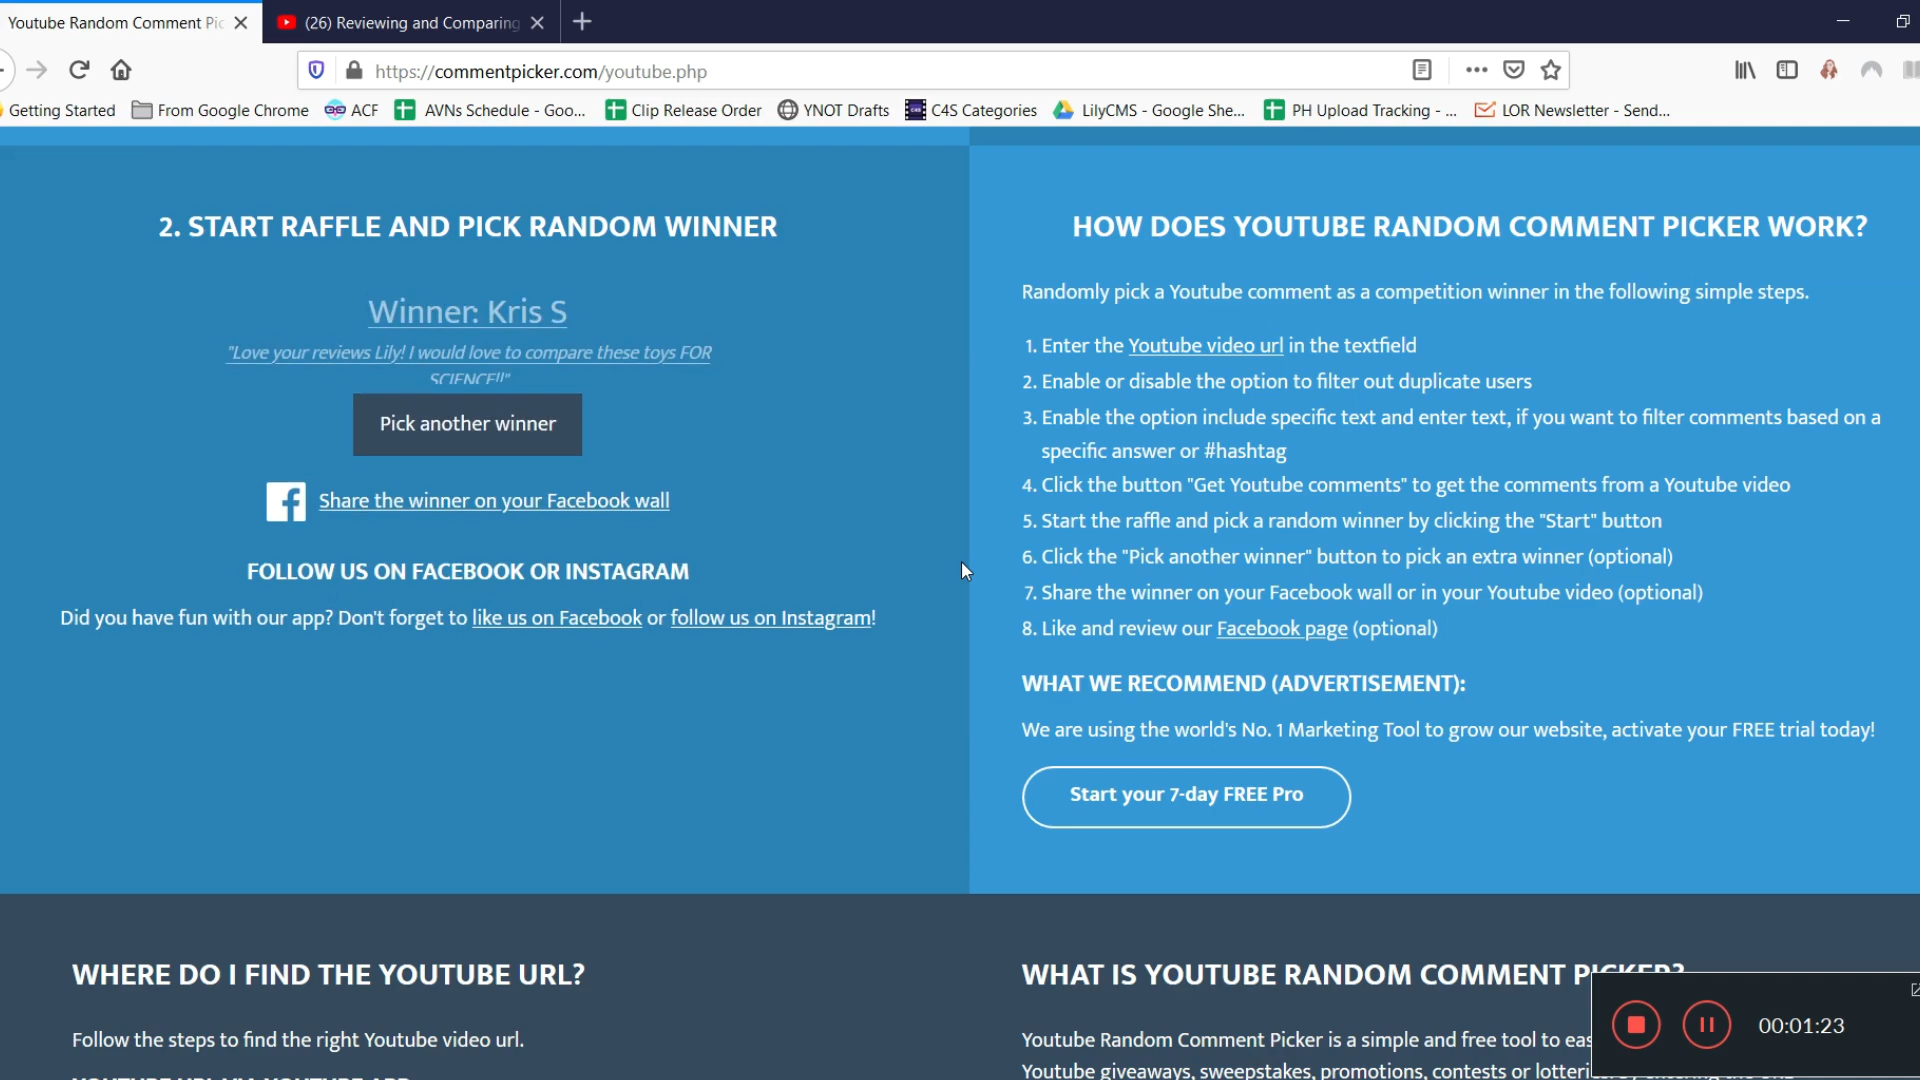 Youtube Random Comment Pic
(26) Reviewing and Comparing
https://commentpicker.com/youtube.php
Getting Started
From Google Chrome
ACF
AVNs Schedule - Goo...
Clip Release Order
YNOT Drafts
C4S Categories
LilyCMS - Google She...
PH Upload Tracking - ...
LOR Newsletter - Send...
2. START RAFFLE AND PICK RANDOM WINNER
Winner: Kris S
"Love your reviews Lily! I would love to compare these toys FOR
SCIENCE!!"
Pick another winner
Share the winner on your Facebook wall
FOLLOW US ON FACEBOOK OR INSTAGRAM
Did you have fun with our app? Don't forget to like us on Facebook or follow us on Instagram!
HOW DOES YOUTUBE RANDOM COMMENT PICKER WORK?
Randomly pick a Youtube comment as a competition winner in the following simple steps.
1. Enter the Youtube video url in the textfield
2. Enable or disable the option to filter out duplicate users
3. Enable the option include specific text and enter text, if you want to filter comments based on a
specific answer or #hashtag
4. Click the button "Get Youtube comments" to get the comments from a Youtube video
5. Start the raffle and pick a random winner by clicking the "Start" button
6. Click the "Pick another winner" button to pick an extra winner (optional)
7. Share the winner on your Facebook wall or in your Youtube video (optional)
8. Like and review our Facebook page (optional)
WHAT WE RECOMMEND (ADVERTISEMENT):
We are using the world's No. 1 Marketing Tool to grow our website, activate your FREE trial today!
Start your 7-day FREE Pro
WHERE DO I FIND THE YOUTUBE URL?
Follow the steps to find the right Youtube video url.
WHAT IS YOUTUBE RANDOM COMMENT PICKER?
Youtube Random Comment Picker is a simple and free tool to eas
Youtube giveaways, sweepstakes, promotions, contests or lotteri
00:01:23